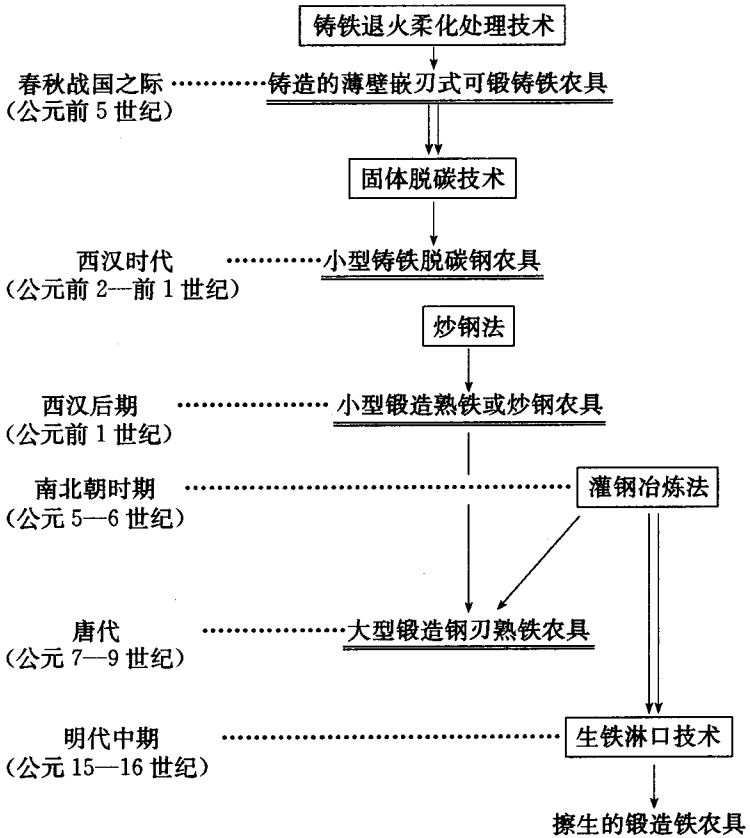 铸铁退火柔化处理技术
春秋战国之际………铸造的薄壁嵌刃式可锻铸铁农具
（公元前5世纪）
固体脱碳技术
西汉时代………小型铸铁脱碳钢农具
（公元前2—前1世纪）
炒钢法
西汉后期………小型锻造熟铁或炒钢农具
（公元前1世纪）
南北朝时期………灌钢冶炼法
（公元5—6世纪）
唐代………大型锻造钢刃熟铁农具
（公元7—9世纪）
明代中期………生铁淋口技术
（公元15—16世纪）
擦生的锻造铁农具